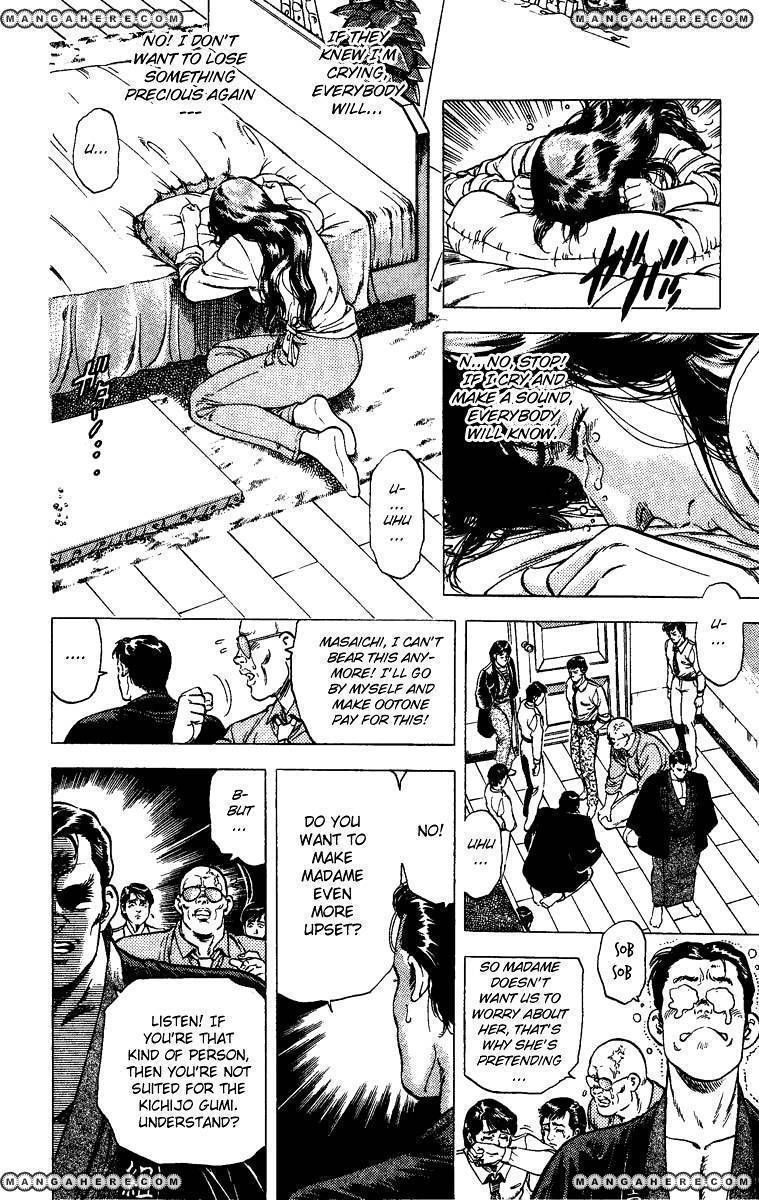 MANGAHERE.COM
MANGAHERE.COM
IF THEY
KNEW I'M
CRYING,
EVERYBODY
WILL...
NO! I DON'T
WANT TO LOSE
SOMETHING
PRECIOUS AGAIN
---
U...
N.. NO, STOP!
IF I CRY AND
MAKE A SOUND,
EVERYBODY
WILL KNOW.
U-
...
UHU
...
U-
...
UHU
...
MASAICHI, I CAN'T
BEAR THIS ANY-
MORE! I'LL GO
BY MYSELF AND
MAKE OOTONE
PAY FOR THIS!
....
SOB
SOB
SO MADAME
DOESN'T
WANT US TO
WORRY ABOUT
HER, THAT'S
WHY SHE'S
PRETENDING
...
NO!
DO YOU
WANT TO
MAKE
MADAME
EVEN
MORE
UPSET?
B-
BUT
...
LISTEN! IF
YOU'RE THAT
KIND OF PERSON,
THEN YOU'RE NOT
SUITED FOR THE
KICHIJO GUMI.
UNDERSTAND?
MANGAHERE.COM
MANGAHERE.COM